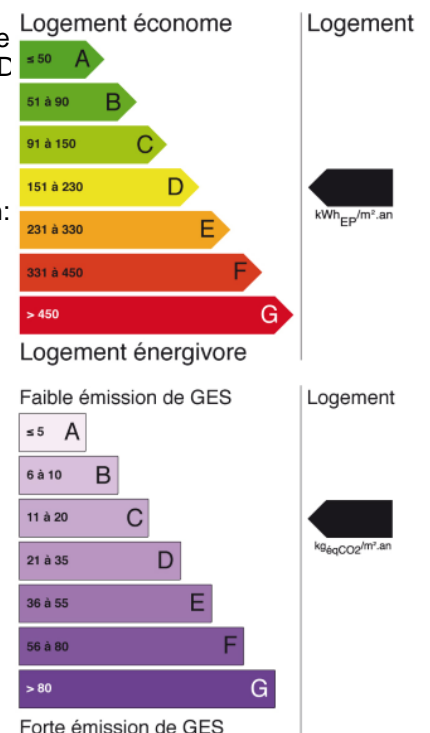 Logement économe
Logement
≤ 50 A
51 à 90 B
91 à 150 C
151 à 230 D
kWhEP/m².an
231 à 330 E
331 à 450 F
> 450 G
Logement énergivore
Faible émission de GES
Logement
≤ 5 A
6 à 10 B
11 à 20 C
kgéqCO2/m².an
21 à 35 D
36 à 55 E
56 à 80 F
> 80 G
Forte émission de GES